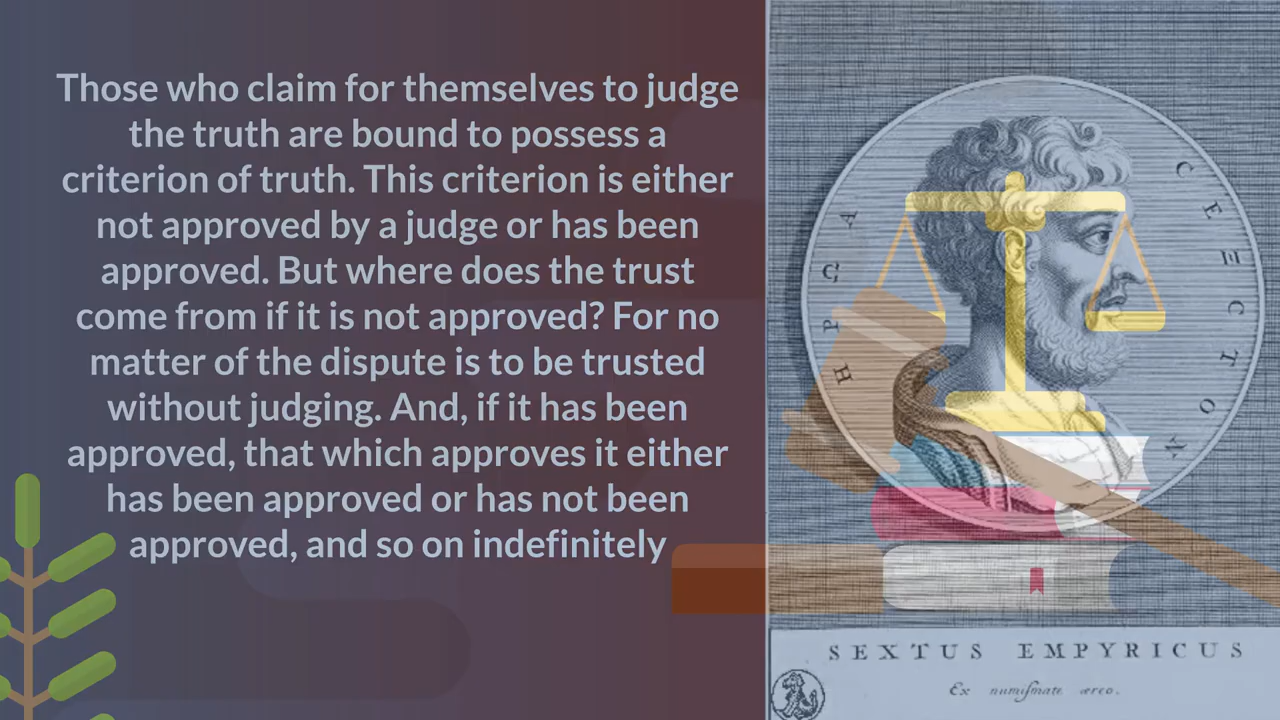 Those who claim for themselves to judge
the truth are bound to possess a
criterion of truth. This criterion is either
not approved by a judge or has been
approved. But where does the trust
come from if it is not approved? For no
matter of the dispute is to be trusted
without judging. And, if it has been
approved, that which approves it either
has been approved or has not been
approved, and so on indefinitely
SEXTUS EMPYRICUS
Ex numiſmate æreo.